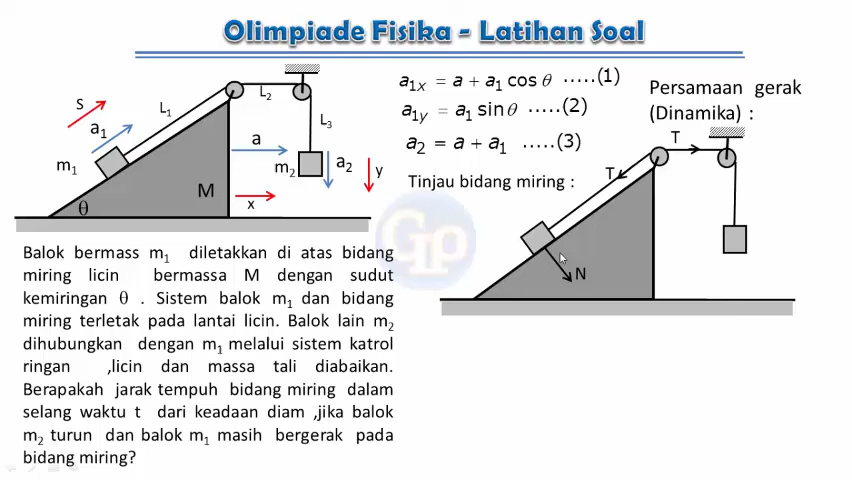 Olimpiade Fisika - Latihan Soal
S
L₁
a₁
m₁
θ
M
L₂
L₃
a
m₂
a₂
x
y
a₁ₓ = a + a₁ cos θ .....(1)
a₁y = a₁ sin θ .....(2)
a₂ = a + a₁ .....(3)
Tinjau bidang miring :
Persamaan gerak
(Dinamika) :
T
T
N
Gp
Balok bermass m₁ diletakkan di atas bidang
miring licin bermassa M dengan sudut
kemiringan θ . Sistem balok m₁ dan bidang
miring terletak pada lantai licin. Balok lain m₂
dihubungkan dengan m₁ melalui sistem katrol
ringan ,licin dan massa tali diabaikan.
Berapakah jarak tempuh bidang miring dalam
selang waktu t dari keadaan diam ,jika balok
m₂ turun dan balok m₁ masih bergerak pada
bidang miring?